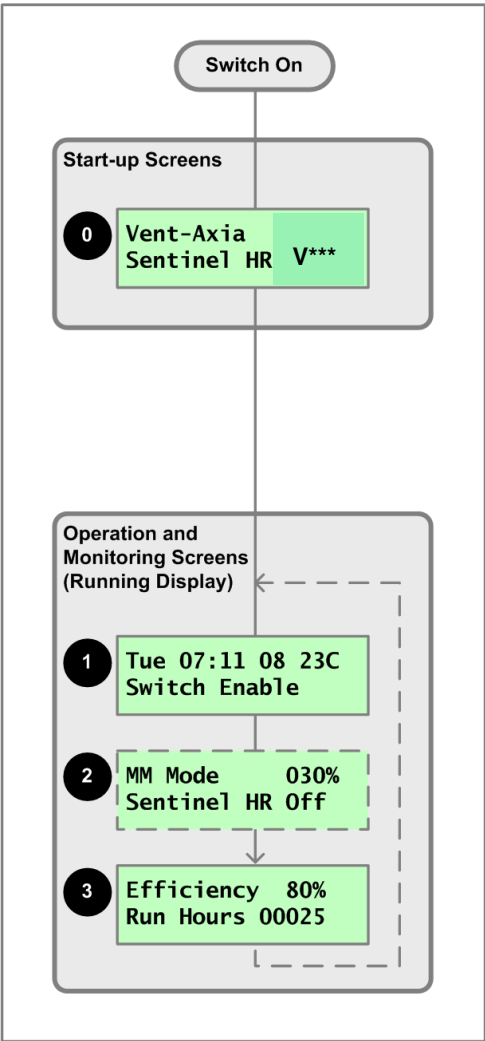 Switch On
Start-up Screens
0
Vent-Axia
Sentinel HR V***
Operation and
Monitoring Screens
(Running Display)
1
Tue 07:11 08 23C
Switch Enable
2
MM Mode 030%
Sentinel HR Off
3
Efficiency 80%
Run Hours 00025